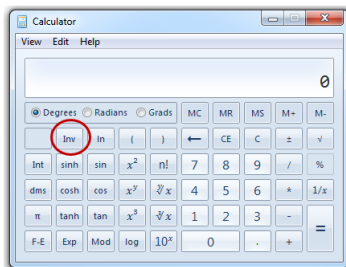 Calculator
View Edit Help
0
Degrees Radians Grads MC MR MS M+ M-
Inv ln ( ) ← CE C ± √
Int sinh sin x² n! 7 8 9 / %
dms cosh cos xʸ ʸ√x 4 5 6 * 1/x
π tanh tan x³ ³√x 1 2 3 - =
F-E Exp Mod log 10ˣ 0 . +